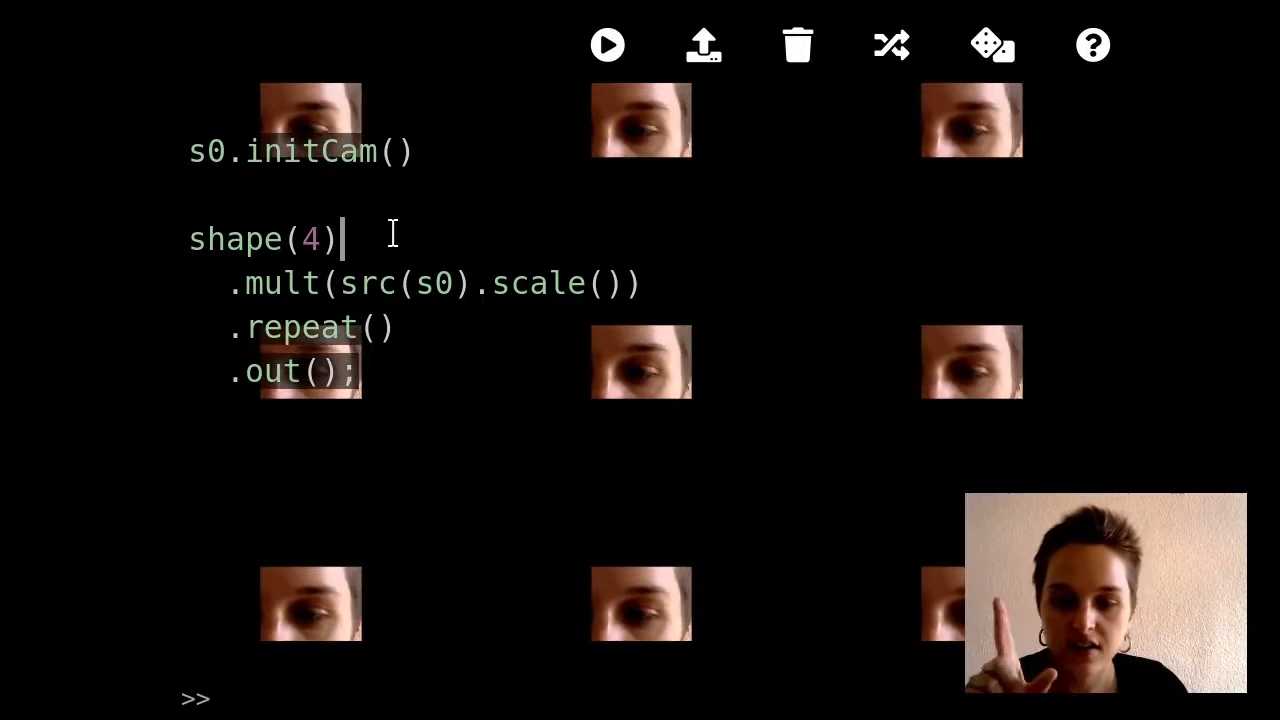 s0.initCam()
shape(4)
.mult(src(s0).scale())
.repeat()
.out();
>>